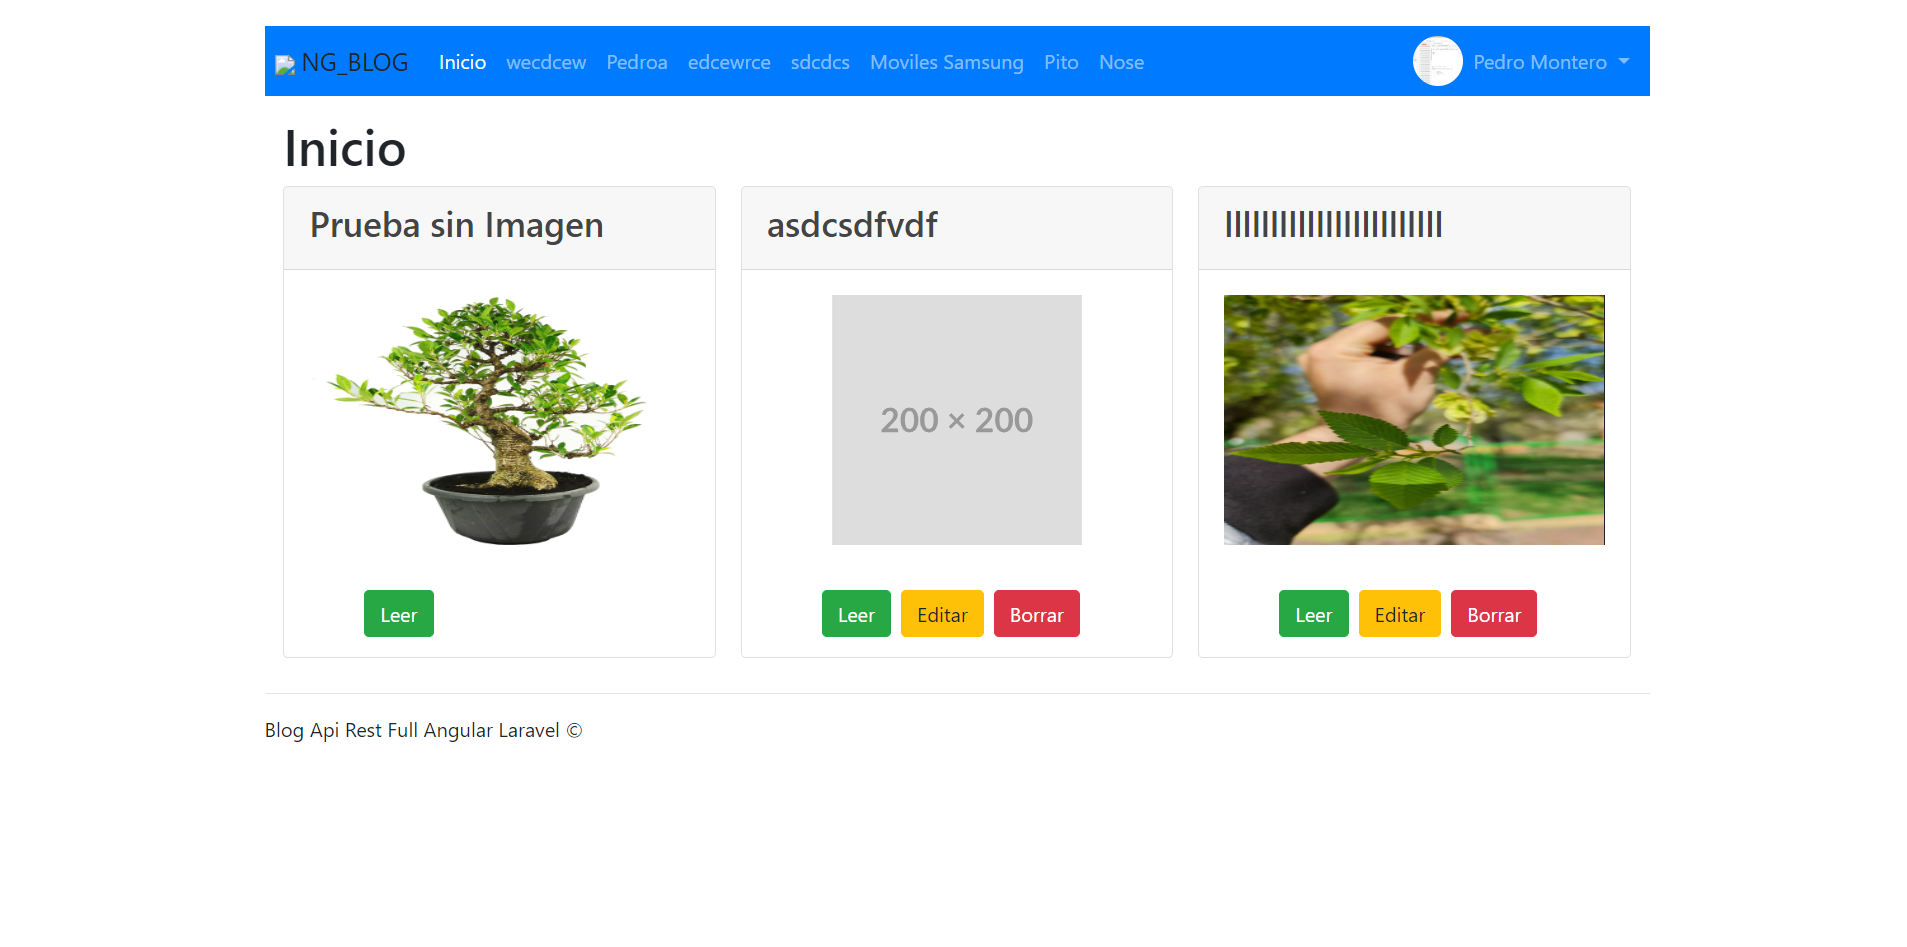 NG_BLOG Inicio wecdcew Pedroa edcewrce sdcdcs Moviles Samsung Pito Nose Pedro Montero
Inicio
Prueba sin Imagen
asdcsdfvdf
200 × 200
Leer
Leer Editar Borrar
Leer Editar Borrar
Blog Api Rest Full Angular Laravel ©